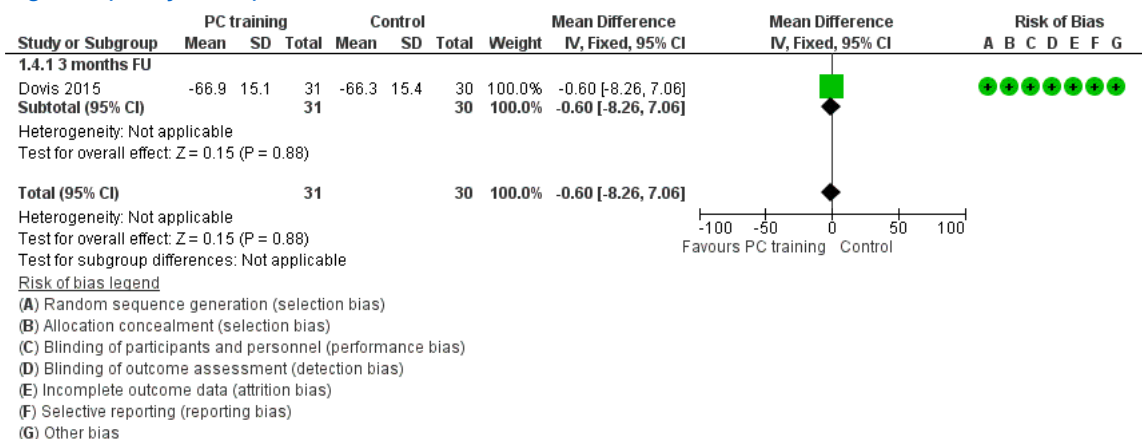 PC training Control Mean Difference Mean Difference Risk of Bias
Study or Subgroup Mean SD Total Mean SD Total Weight IV, Fixed, 95% CI IV, Fixed, 95% CI A B C D E F G
1.4.1 3 months FU
Dovis 2015 -66.9 15.1 31 -66.3 15.4 30 100.0% -0.60 [-8.26, 7.06] + + + + + + +
Subtotal (95% CI) 31 30 100.0% -0.60 [-8.26, 7.06]
Heterogeneity: Not applicable
Test for overall effect: Z = 0.15 (P = 0.88)
Total (95% CI) 31 30 100.0% -0.60 [-8.26, 7.06]
Heterogeneity: Not applicable
Test for overall effect: Z = 0.15 (P = 0.88)
Test for subgroup differences: Not applicable
-100 -50 0 50 100
Favours PC training Control
Risk of bias legend
(A) Random sequence generation (selection bias)
(B) Allocation concealment (selection bias)
(C) Blinding of participants and personnel (performance bias)
(D) Blinding of outcome assessment (detection bias)
(E) Incomplete outcome data (attrition bias)
(F) Selective reporting (reporting bias)
(G) Other bias